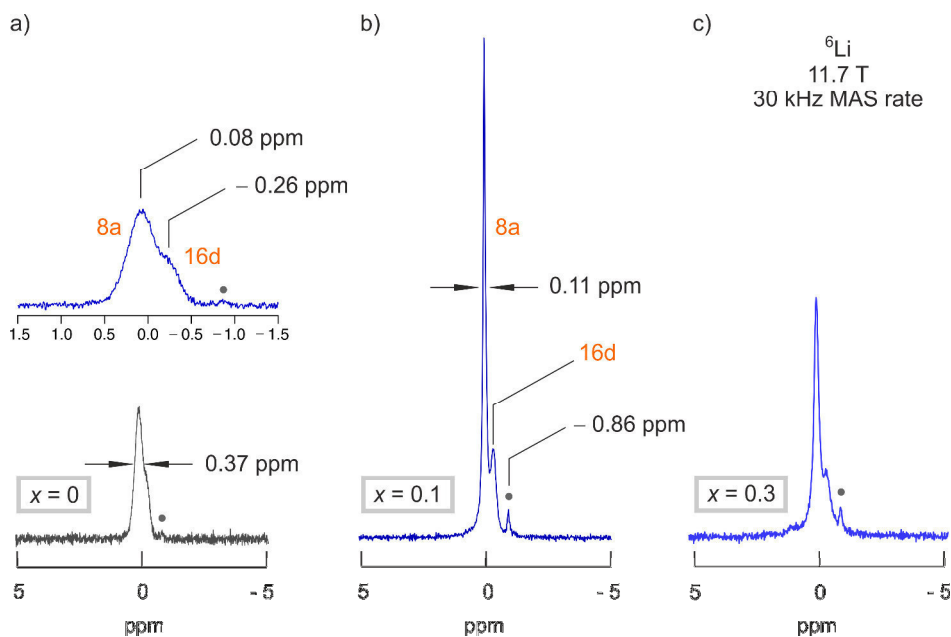 a)
0.08 ppm
– 0.26 ppm
8a
16d
1.5 1.0 0.5 0.0 - 0.5 - 1.0 - 1.5
0.37 ppm
x = 0
5 0 - 5
ppm
b)
8a
0.11 ppm
16d
– 0.86 ppm
x = 0.1
5 0 - 5
ppm
c)
⁶Li
11.7 T
30 kHz MAS rate
x = 0.3
5 0 - 5
ppm